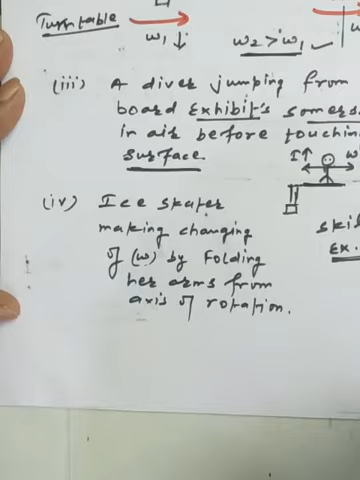 Turntable
ω₁ ↓
ω₂ > ω₁
(iii) A diver jumping from
board Exhibit's somers
in air before touchin
surface.
I↑
(iv) Ice skater
making changing
of (ω) by Folding
her arms from
axis of rotation.
skil
Ex.